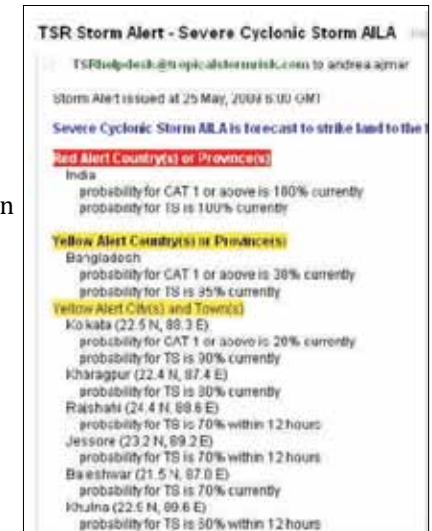 TSR Storm Alert - Severe Cyclonic Storm AILA
TSRhelpdesk@tropicalstormrisk.com to andrea ajmar
Storm Alert issued at 25 May, 2009 6:00 GMT
Severe Cyclonic Storm AILA is forecast to strike land to the
Red Alert Country(s) or Province(s)
India
probability for CAT 1 or above is 100% currently
probability for TS is 100% currently
n
Yellow Alert Country(s) or Province(s)
Bangladesh
probability for CAT 1 or above is 38% currently
probability for TS is 95% currently
Yellow Alert City(s) and Town(s)
Kolkata (22.5 N, 88.3 E)
probability for CAT 1 or above is 20% currently
probability for TS is 90% currently
Kharagpur (22.4 N, 87.4 E)
probability for TS is 80% currently
Rajshahi (24.4 N, 88.6 E)
probability for TS is 70% within 12 hours
Jessore (23.2 N, 89.2 E)
probability for TS is 70% within 12 hours
Baleshwar (21.5 N, 87.0 E)
probability for TS is 70% currently
Khulna (22.8 N, 89.6 E)
probability for TS is 60% within 12 hours